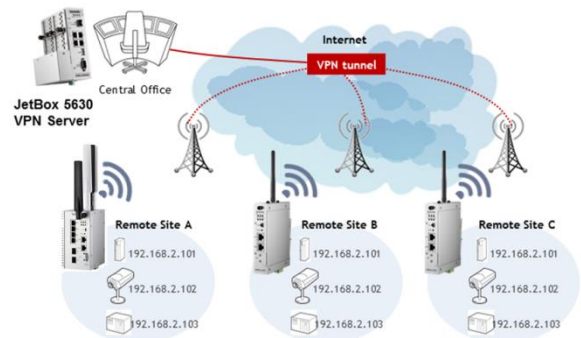 Internet
VPN tunnel
Central Office
JetBox 5630
VPN Server
Remote Site A
192.168.2.101
192.168.2.102
192.168.2.103
Remote Site B
192.168.2.101
192.168.2.102
192.168.2.103
Remote Site C
192.168.2.101
192.168.2.102
192.168.2.103